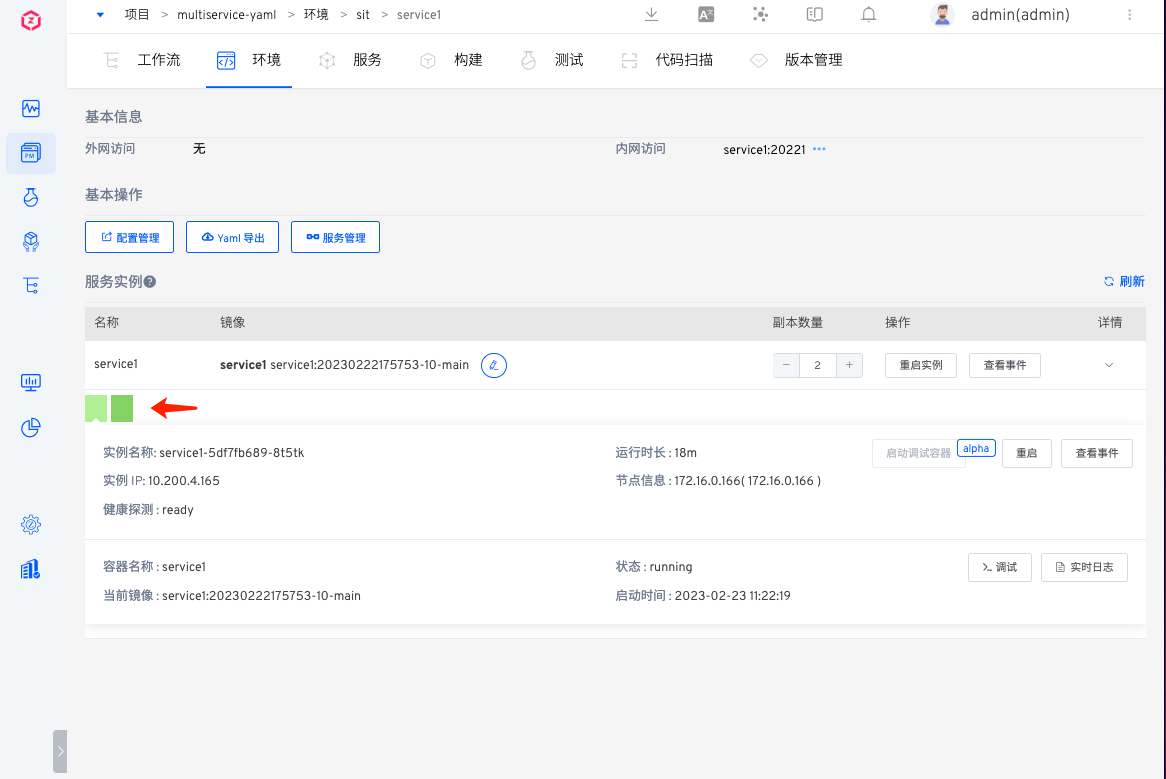 项目 > multiservice-yaml > 环境 > sit > service1
admin(admin)
工作流 环境 服务 构建 测试 代码扫描 版本管理
PM
基本信息
外网访问 无 内网访问 service1:20221 •••
基本操作
配置管理 Yaml 导出 服务管理
服务实例 刷新
名称 镜像 副本数量 操作 详情
service1 service1 service1:20230222175753-10-main − 2 + 重启实例 查看事件
实例名称: service1-5df7fb689-8t5tk 运行时长 : 18m 启动调试容器 alpha 重启 查看事件
实例 IP: 10.200.4.165 节点信息 : 172.16.0.166( 172.16.0.166 )
健康探测 : ready
容器名称 : service1 状态 : running >_ 调试 实时日志
当前镜像 : service1:20230222175753-10-main 启动时间 : 2023-02-23 11:22:19